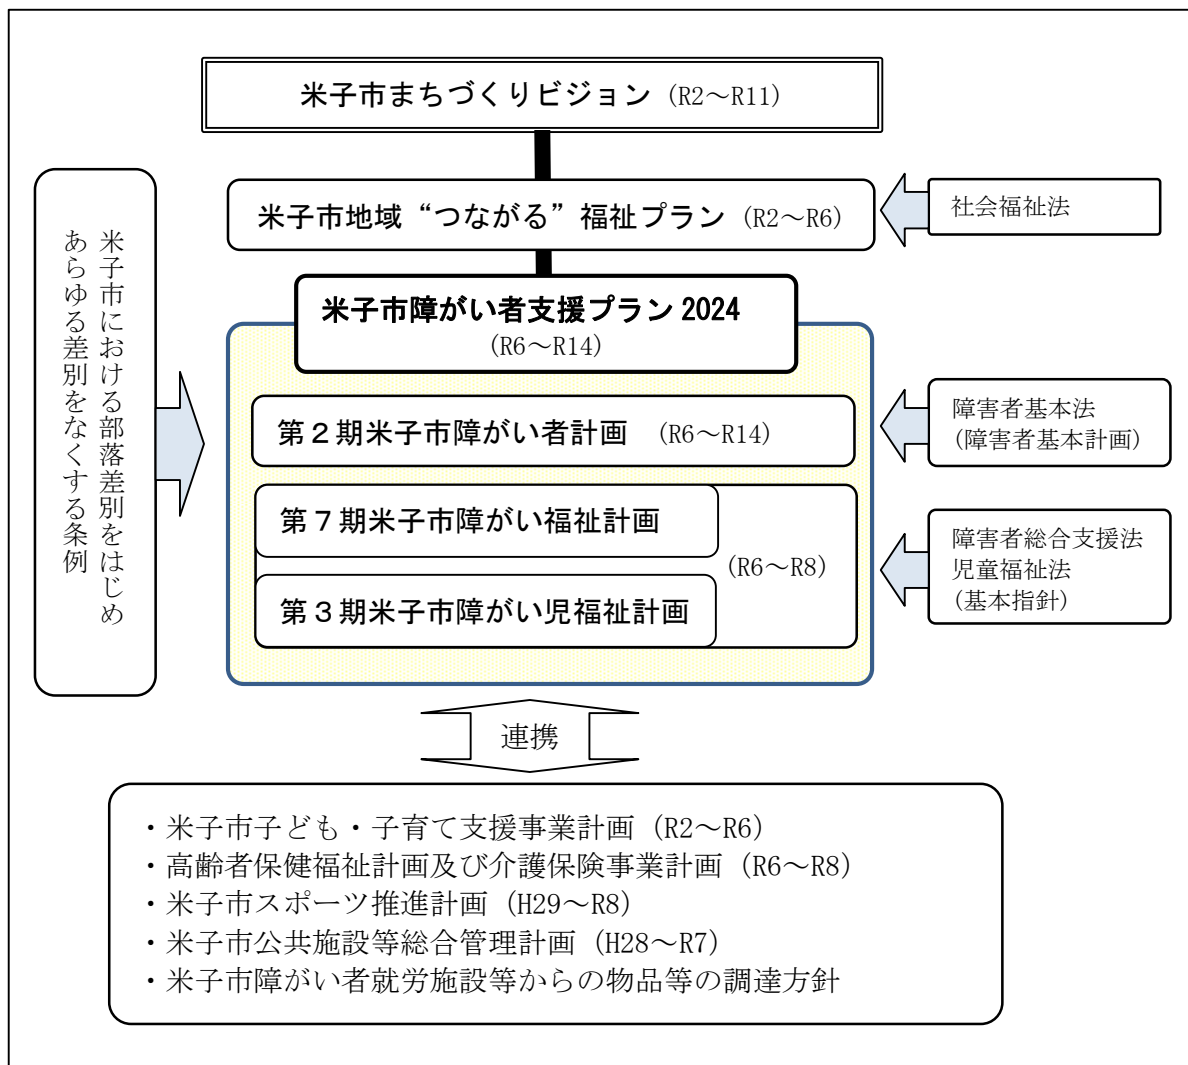 米子市まちづくりビジョン（R2～R11）
米子市地域“つながる”福祉プラン（R2～R6）
社会福祉法
米子市における部落差別をはじめ
あらゆる差別をなくする条例
米子市障がい者支援プラン 2024
（R6～R14）
第２期米子市障がい者計画　（R6～R14）
障害者基本法
（障害者基本計画）
第７期米子市障がい福祉計画
（R6～R8）
第３期米子市障がい児福祉計画
障害者総合支援法
児童福祉法
（基本指針）
連携
・米子市子ども・子育て支援事業計画（R2～R6）
・高齢者保健福祉計画及び介護保険事業計画（R6～R8）
・米子市スポーツ推進計画（H29～R8）
・米子市公共施設等総合管理計画（H28～R7）
・米子市障がい者就労施設等からの物品等の調達方針